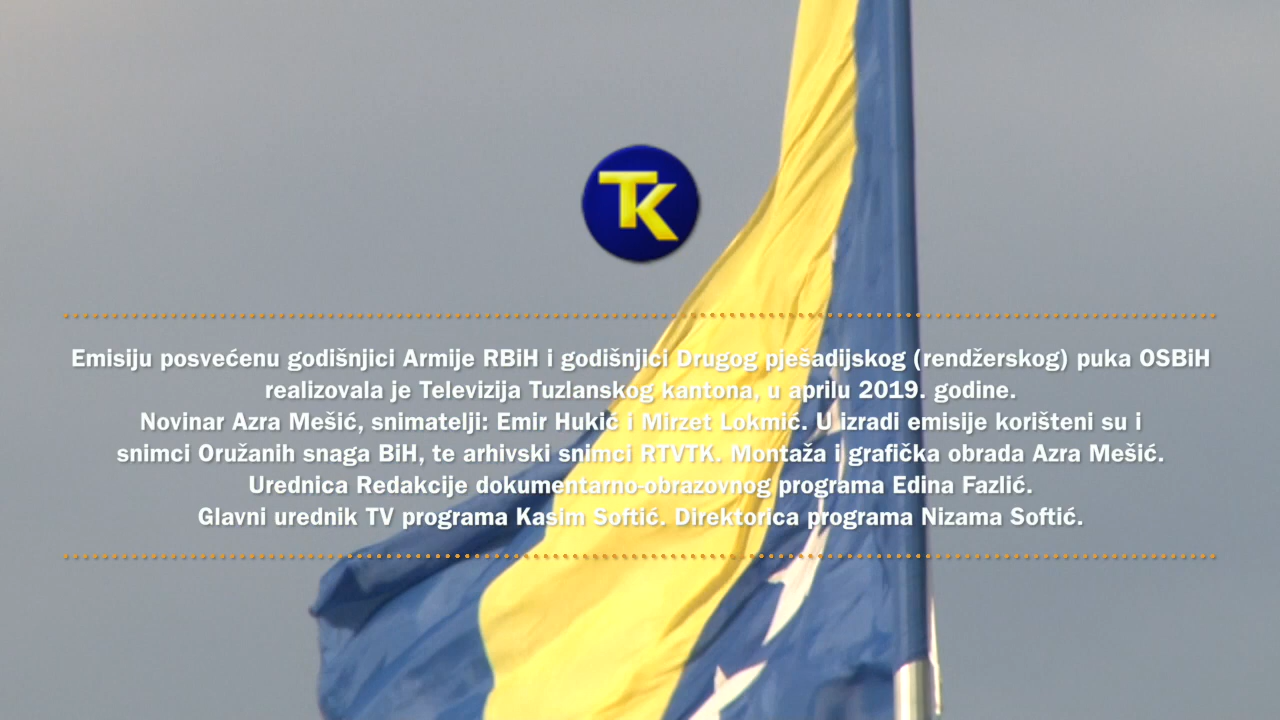 TK
Emisiju posvećenu godišnjici Armije RBiH i godišnjici Drugog pješadijskog (rendžerskog) puka OSBiH
realizovala je Televizija Tuzlanskog kantona, u aprilu 2019. godine.
Novinar Azra Mešić, snimatelji: Emir Hukić i Mirzet Lokmić. U izradi emisije korišteni su i
snimci Oružanih snaga BiH, te arhivski snimci RTVTK. Montaža i grafička obrada Azra Mešić.
Urednica Redakcije dokumentarno-obrazovnog programa Edina Fazlić.
Glavni urednik TV programa Kasim Softić. Direktorica programa Nizama Softić.